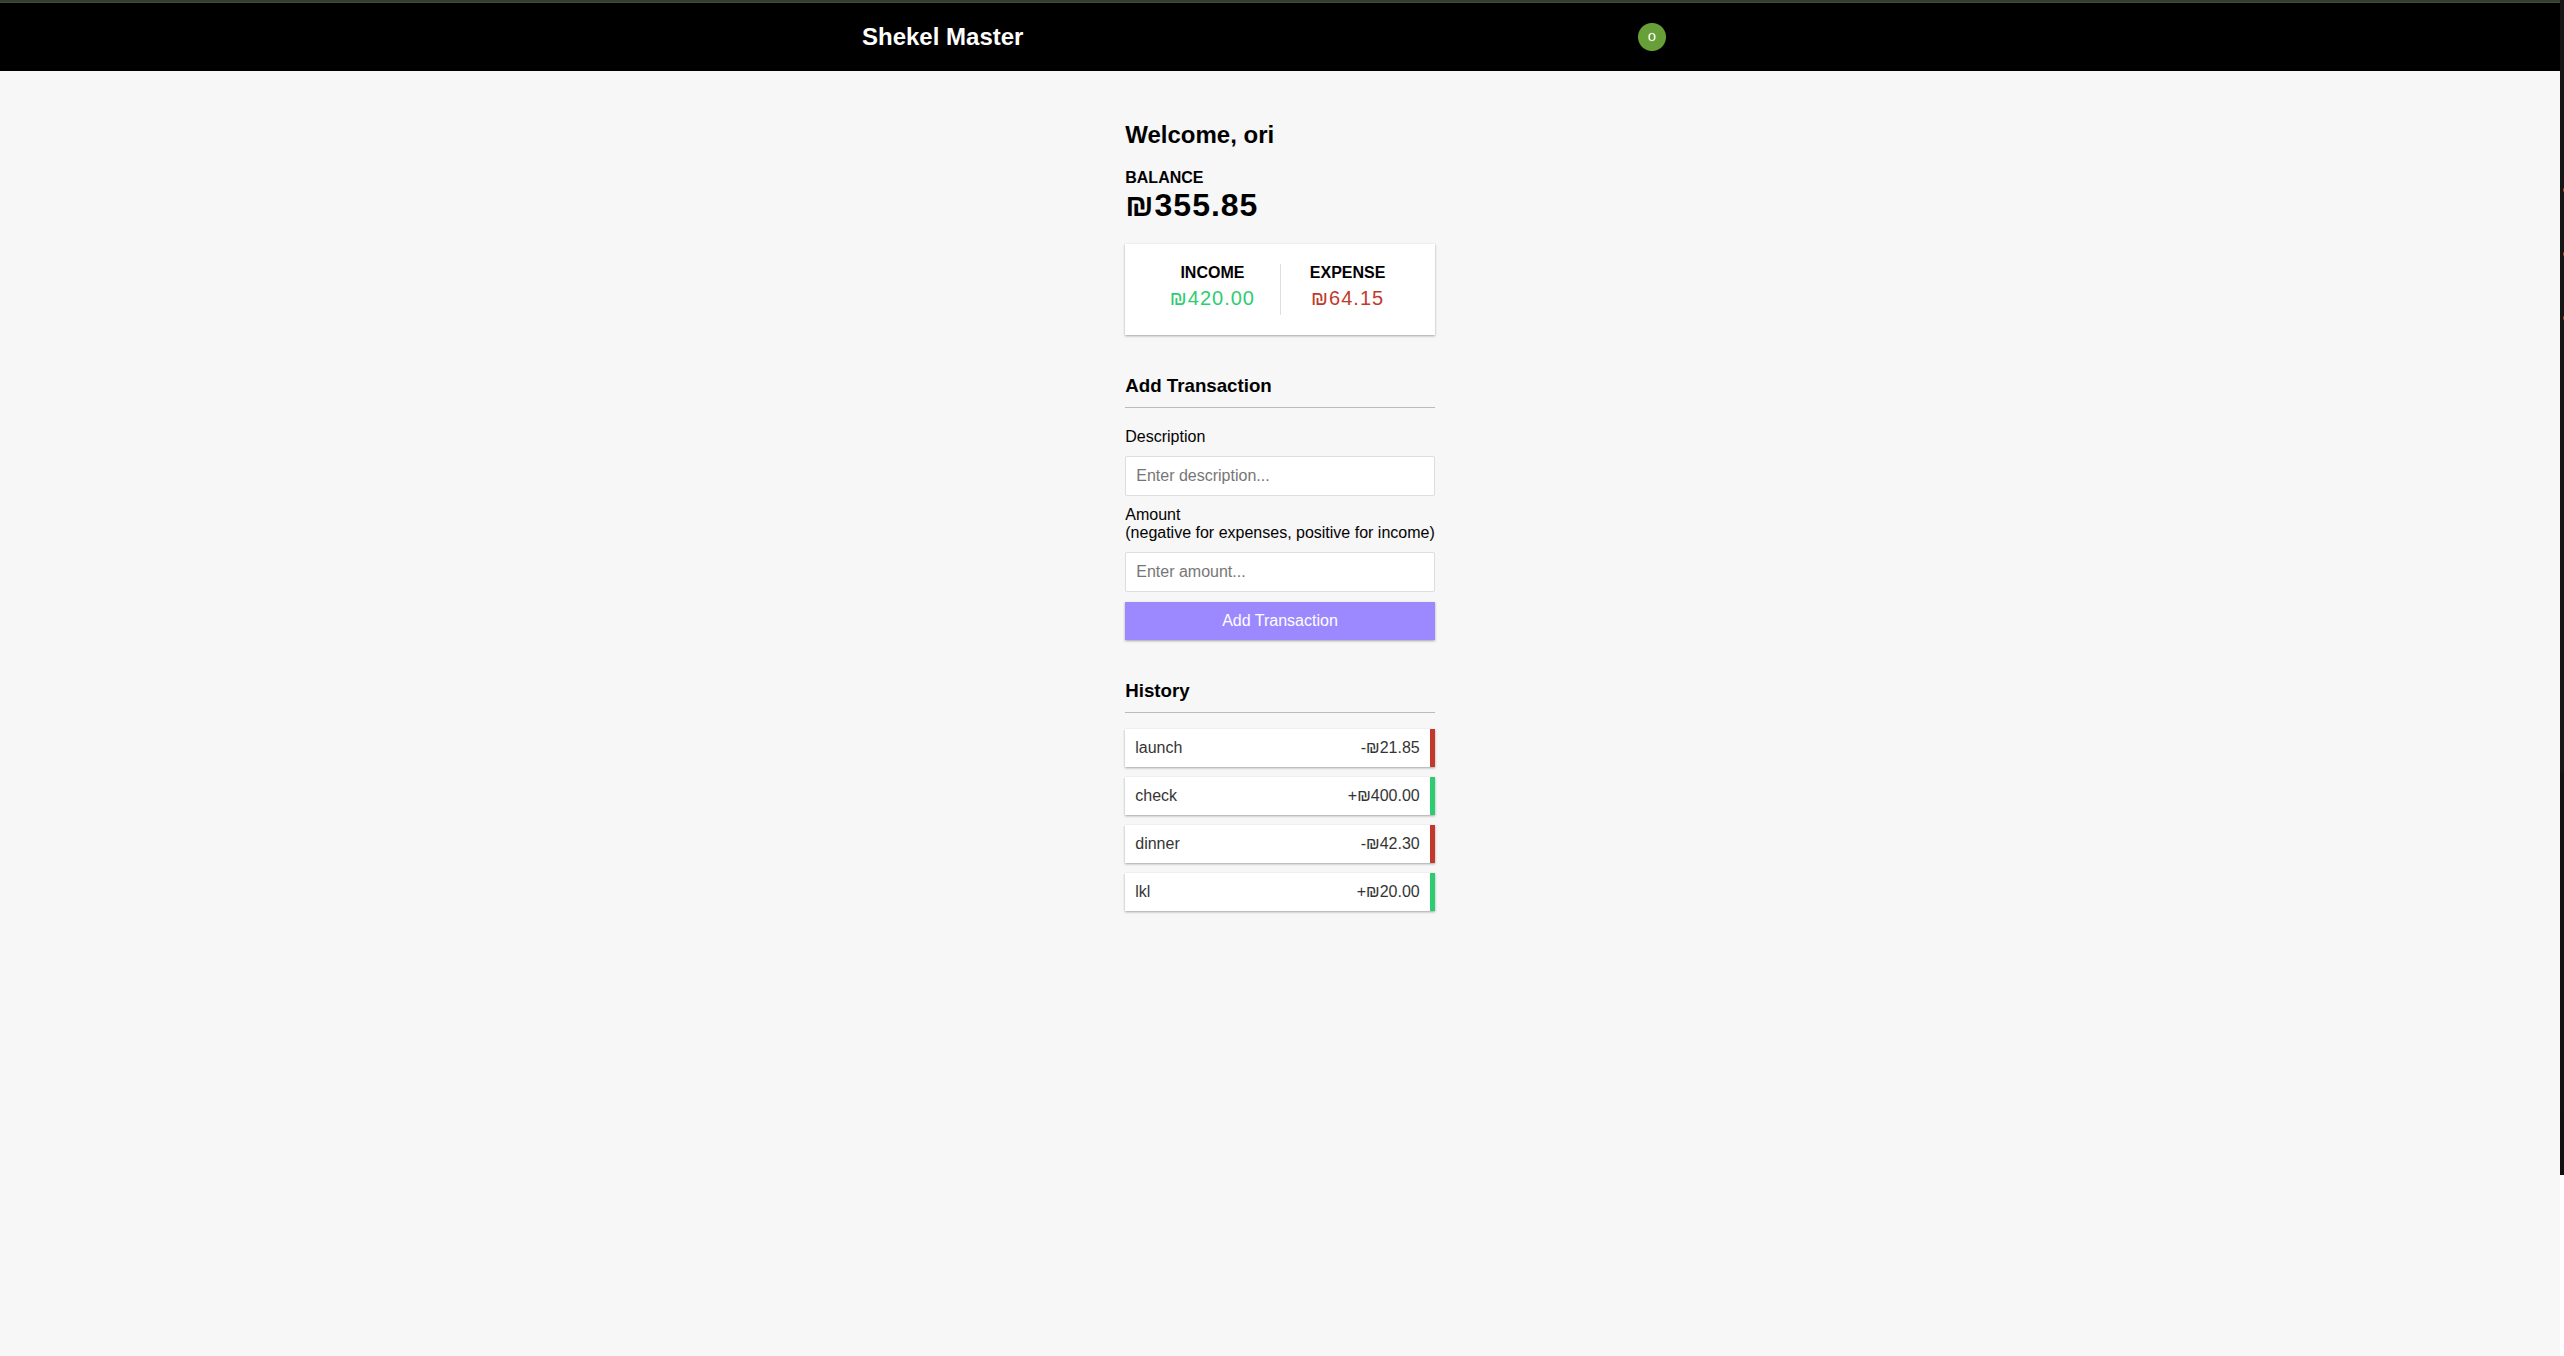 Shekel Master
o
Welcome, ori
BALANCE
₪355.85
INCOME
EXPENSE
₪420.00
₪64.15
Add Transaction
Description
Enter description...
Amount
(negative for expenses, positive for income)
Enter amount...
Add Transaction
History
launch -₪21.85
check +₪400.00
dinner -₪42.30
lkl +₪20.00